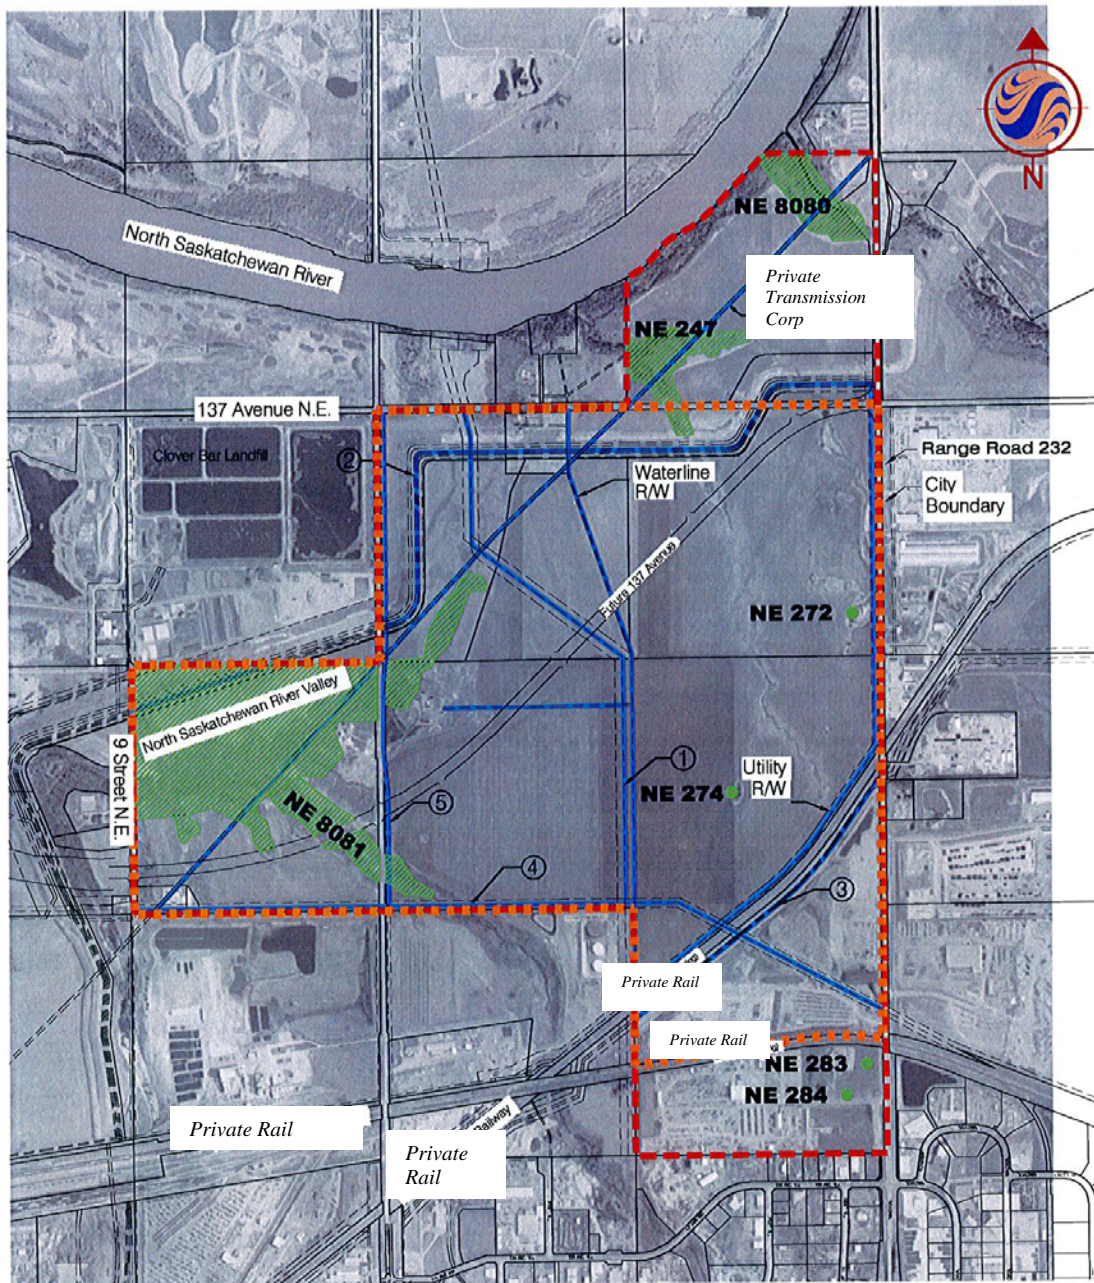 N
NE 8080
North Saskatchewan
River
Private
Transmission
Corp
NE 247
137 Avenue N.E.
Clover Bar Landfill
2
Waterline
R/W
Range Road 232
City
Boundary
Future 137 Avenue
NE 272
North Saskatchewan River Valley
9 Street N.E.
1
Utility
R/W
NE 274
5
NE 8081
4
3
Private Rail
Private Rail
NE 283
NE 284
Private Rail
Railway
Private
Rail